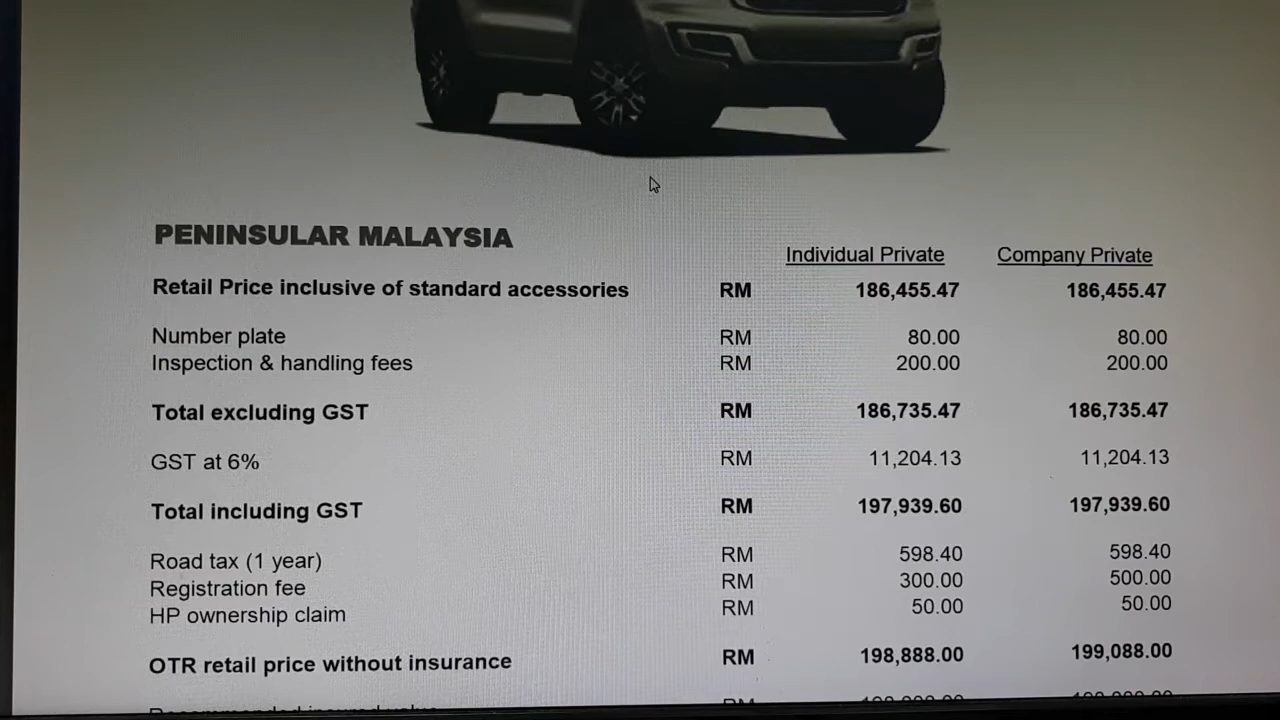 PENINSULAR MALAYSIA
Individual Private Company Private
Retail Price inclusive of standard accessories RM 186,455.47 186,455.47
Number plate RM 80.00 80.00
Inspection & handling fees RM 200.00 200.00
Total excluding GST RM 186,735.47 186,735.47
GST at 6% RM 11,204.13 11,204.13
Total including GST RM 197,939.60 197,939.60
Road tax (1 year) RM 598.40 598.40
Registration fee RM 300.00 500.00
HP ownership claim RM 50.00 50.00
OTR retail price without insurance RM 198,888.00 199,088.00